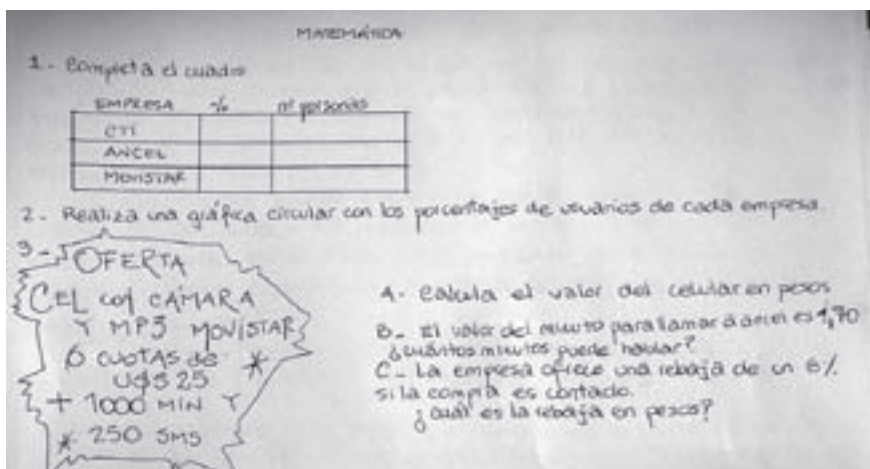 MATEMÁTICA
1- Completa el cuadro
EMPRESA % nº personas
CTI
ANCEL
MOVISTAR
2- Realiza una gráfica circular con los porcentajes de usuarios de cada empresa.
3-
OFERTA
CEL con CÁMARA
Y MP3 MOVISTAR
6 CUOTAS de
U$S 25 *
+ 1000 MIN Y
* 250 SMS
A- Calcula el valor del celular en pesos
B- El valor del minuto para llamar a ancel es 4,70
¿cuántos minutos puede hablar?
C- La empresa ofrece una rebaja de un 6%
si la compra es contado.
¿cuál es la rebaja en pesos?